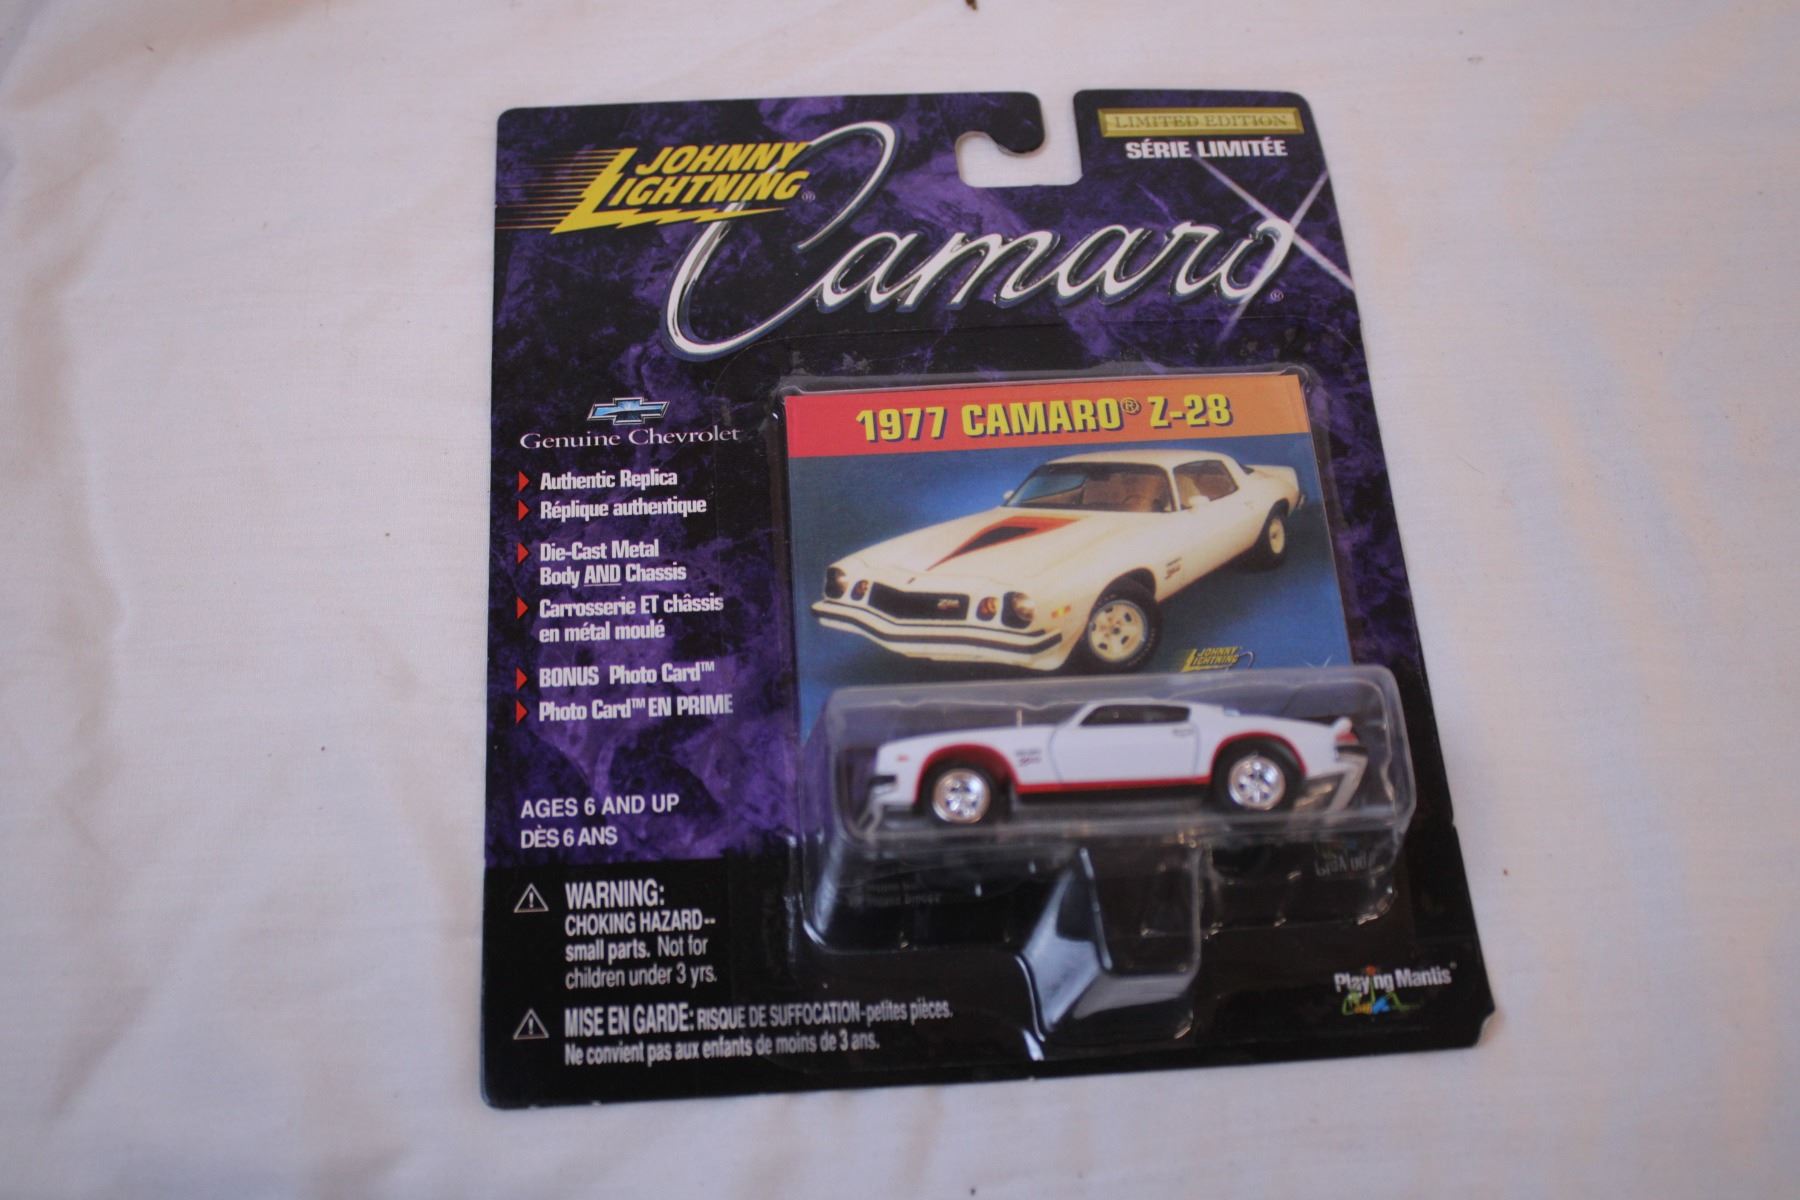 JOHNNY
LIGHTNING®
LIMITED EDITION
SÉRIE LIMITÉE
Camaro®
Genuine Chevrolet
Authentic Replica
Réplique authentique
Die-Cast Metal
Body AND Chassis
Carrosserie ET châssis
en métal moulé
BONUS Photo Card™
Photo Card™ EN PRIME
1977 CAMARO® Z-28
JOHNNY
LIGHTNING
AGES 6 AND UP
DÈS 6 ANS
WARNING:
CHOKING HAZARD--
small parts. Not for
children under 3 yrs.
MISE EN GARDE: RISQUE DE SUFFOCATION-petites pièces.
Ne convient pas aux enfants de moins de 3 ans.
Playing Mantis